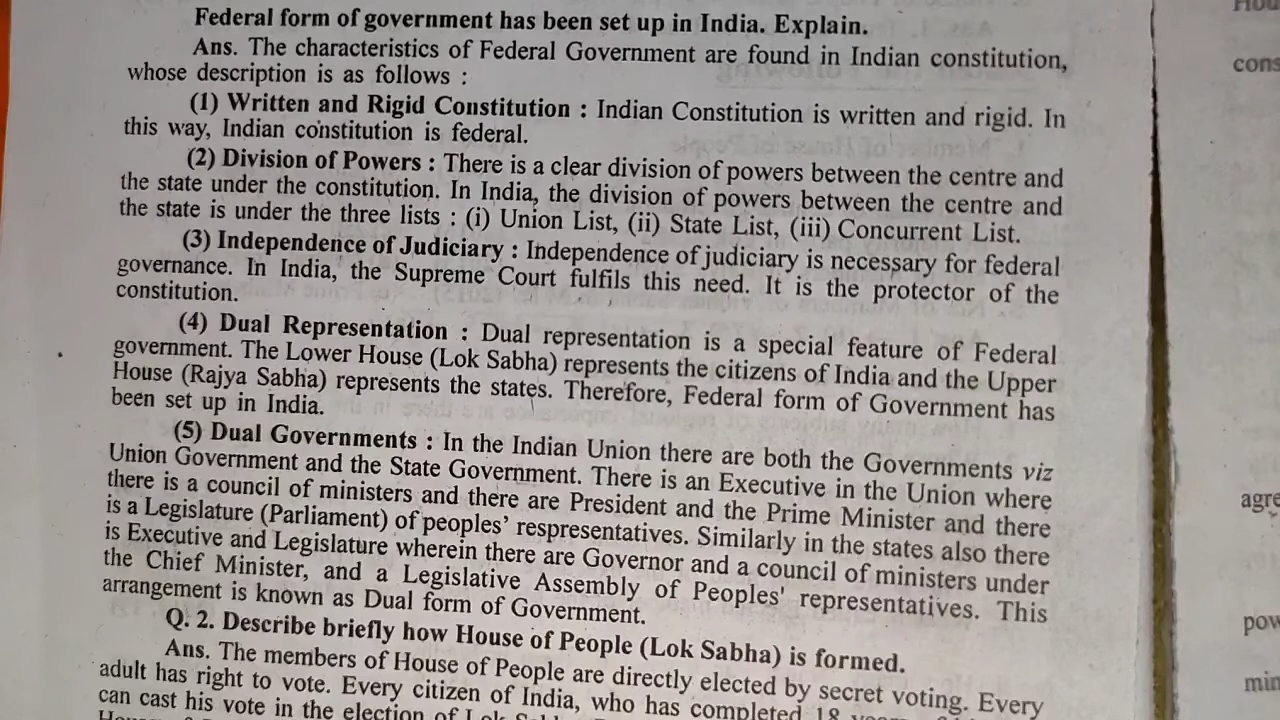 Federal form of government has been set up in India. Explain.
Ans. The characteristics of Federal Government are found in Indian constitution,
whose description is as follows :
(1) Written and Rigid Constitution : Indian Constitution is written and rigid. In
this way, Indian constitution is federal.
(2) Division of Powers : There is a clear division of powers between the centre and
the state under the constitution. In India, the division of powers between the centre and
the state is under the three lists : (i) Union List, (ii) State List, (iii) Concurrent List.
(3) Independence of Judiciary : Independence of judiciary is necessary for federal
governance. In India, the Supreme Court fulfils this need. It is the protector of the
constitution.
(4) Dual Representation : Dual representation is a special feature of Federal
government. The Lower House (Lok Sabha) represents the citizens of India and the Upper
House (Rajya Sabha) represents the states. Therefore, Federal form of Government has
been set up in India.
(5) Dual Governments : In the Indian Union there are both the Governments viz
Union Government and the State Government. There is an Executive in the Union where
there is a council of ministers and there are President and the Prime Minister and there
is a Legislature (Parliament) of peoples' respresentatives. Similarly in the states also there
is Executive and Legislature wherein there are Governor and a council of ministers under
the Chief Minister, and a Legislative Assembly of Peoples' representatives. This
arrangement is known as Dual form of Government.
Q. 2. Describe briefly how House of People (Lok Sabha) is formed.
Ans. The members of House of People are directly elected by secret voting. Every
adult has right to vote. Every citizen of India, who has completed 18
can cast his vote in the election of Lok
cons
agre
pow
min